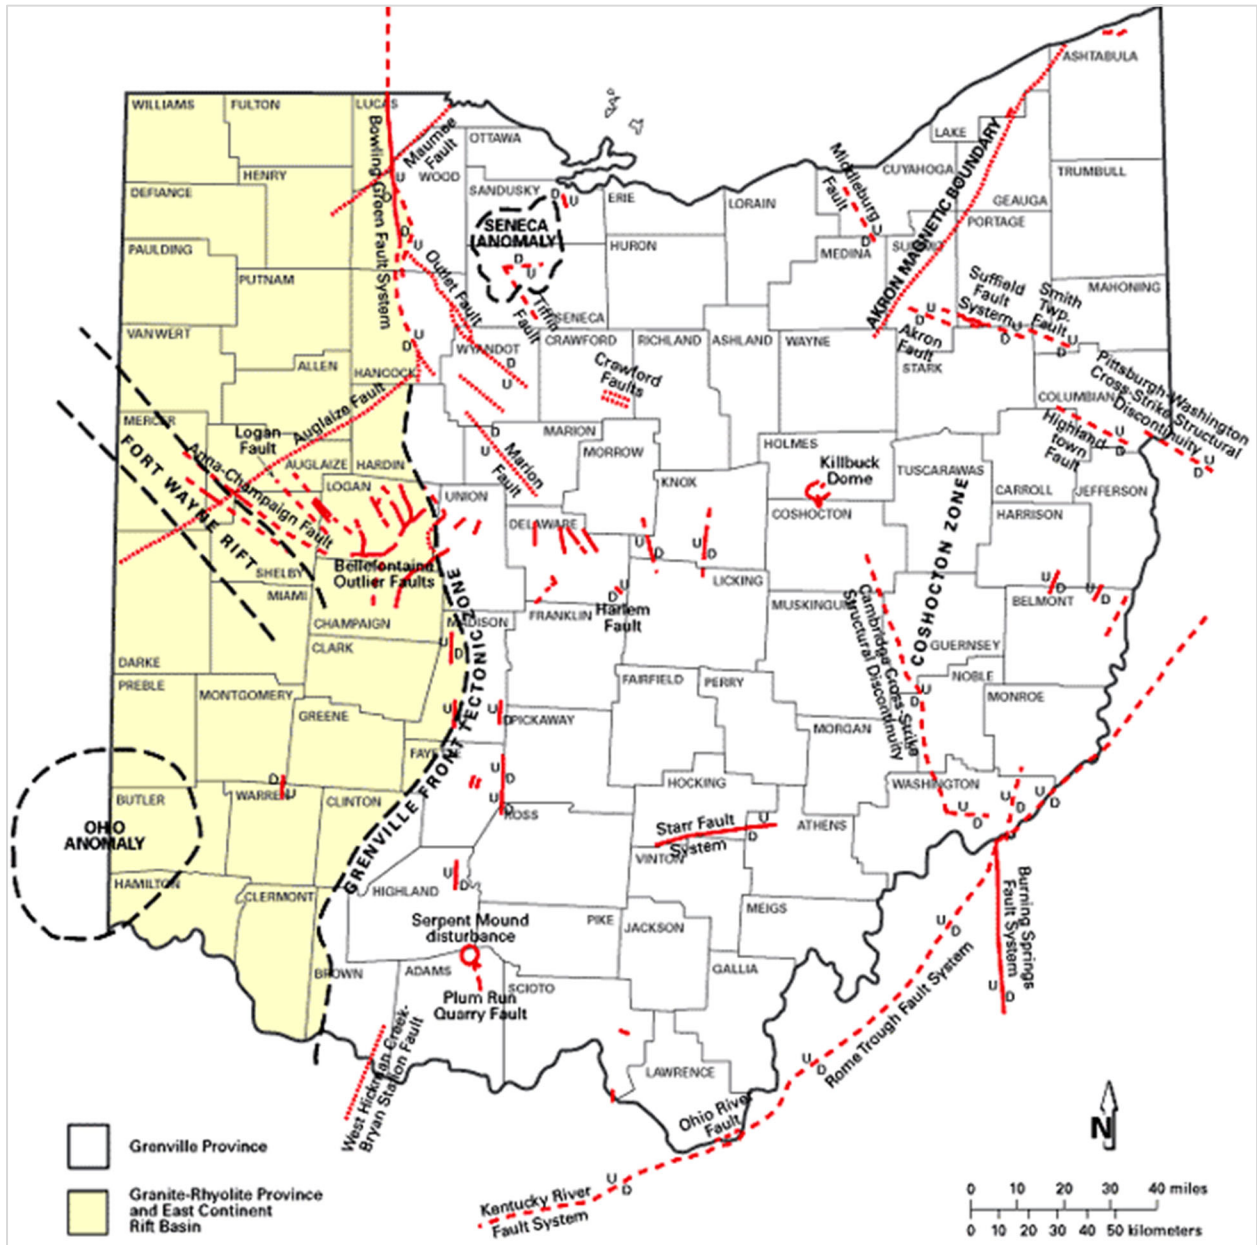 ASHTABULA
WILLIAMS
FULTON
LUCAS
LAKE
OTTAWA
Maumee
Fault
CUYAHOGA
TRUMBULL
HENRY
WOOD
Middleburg
Fault
DEFIANCE
SANDUSKY
D
U
ERIE
LORAIN
GEAUGA
U
D
Bowling Green Fault System
SENECA
ANOMALY
PORTAGE
AKRON MAGNETIC BOUNDARY
PAULDING
D
U
HURON
U
D
MEDINA
SUMMIT
Outlet Fault
D
U
PUTNAM
Suffield
Fault
System
Smith
Twp.
Fault
MAHONING
Tiffin
Fault
SENECA
U
D
U
D
VANWERT
U
D
WYANDOT
CRAWFORD
RICHLAND
ASHLAND
WAYNE
Akron
Fault
D
U
STARK
ALLEN
HANCOCK
D
U
Crawford
Faults
Pittsburgh-Washington
Cross-Strike Structural
Discontinuity
COLUMBIANA
MERCER
Logan
Fault
Auglaize Fault
D
U
MARION
HOLMES
Highland
town
Fault
U
D
U
D
FORT WAYNE RIFT
Anna-Champaign Fault
AUGLAIZE
HARDIN
Marion
Fault
MORROW
Killbuck
Dome
TUSCARAWAS
LOGAN
UNION
KNOX
CARROLL
JEFFERSON
DELAWARE
COSHOCTON
HARRISON
U
D
U
D
Bellefontaine
Outlier Faults
SHELBY
LICKING
COSHOCTON ZONE
U
D
U
D
MIAMI
U
D
MUSKINGUM
BELMONT
Harlem
Fault
FRANKLIN
CHAMPAIGN
MADISON
Cambridge Cross-Strike
Structural Discontinuity
GUERNSEY
CLARK
U
D
DARKE
NOBLE
PREBLE
FAIRFIELD
PERRY
U
D
MONROE
MONTGOMERY
GREENE
U
D
U
D
PICKAWAY
MORGAN
GRENVILLE FRONT TECTONIC ZONE
FAYETTE
D
U
U
D
HOCKING
WASHINGTON
BUTLER
WARREN
CLINTON
U
D
ROSS
U
D
U
D
U
D
OHIO
ANOMALY
Starr Fault
System
U
D
ATHENS
VINTON
HAMILTON
CLERMONT
HIGHLAND
U
D
Burning Springs
Fault System
MEIGS
Serpent Mound
disturbance
PIKE
JACKSON
U
D
BROWN
ADAMS
GALLIA
SCIOTO
U
D
Plum Run
Quarry Fault
Rome Trough Fault System
West Hickman Creek-
Bryan Station Fault
U
D
LAWRENCE
Ohio River
Fault
N
Grenville Province
U
D
Kentucky River
Fault System
0 10 20 30 40 miles
0 10 20 30 40 50 kilometers
Granite-Rhyolite Province
and East Continent
Rift Basin